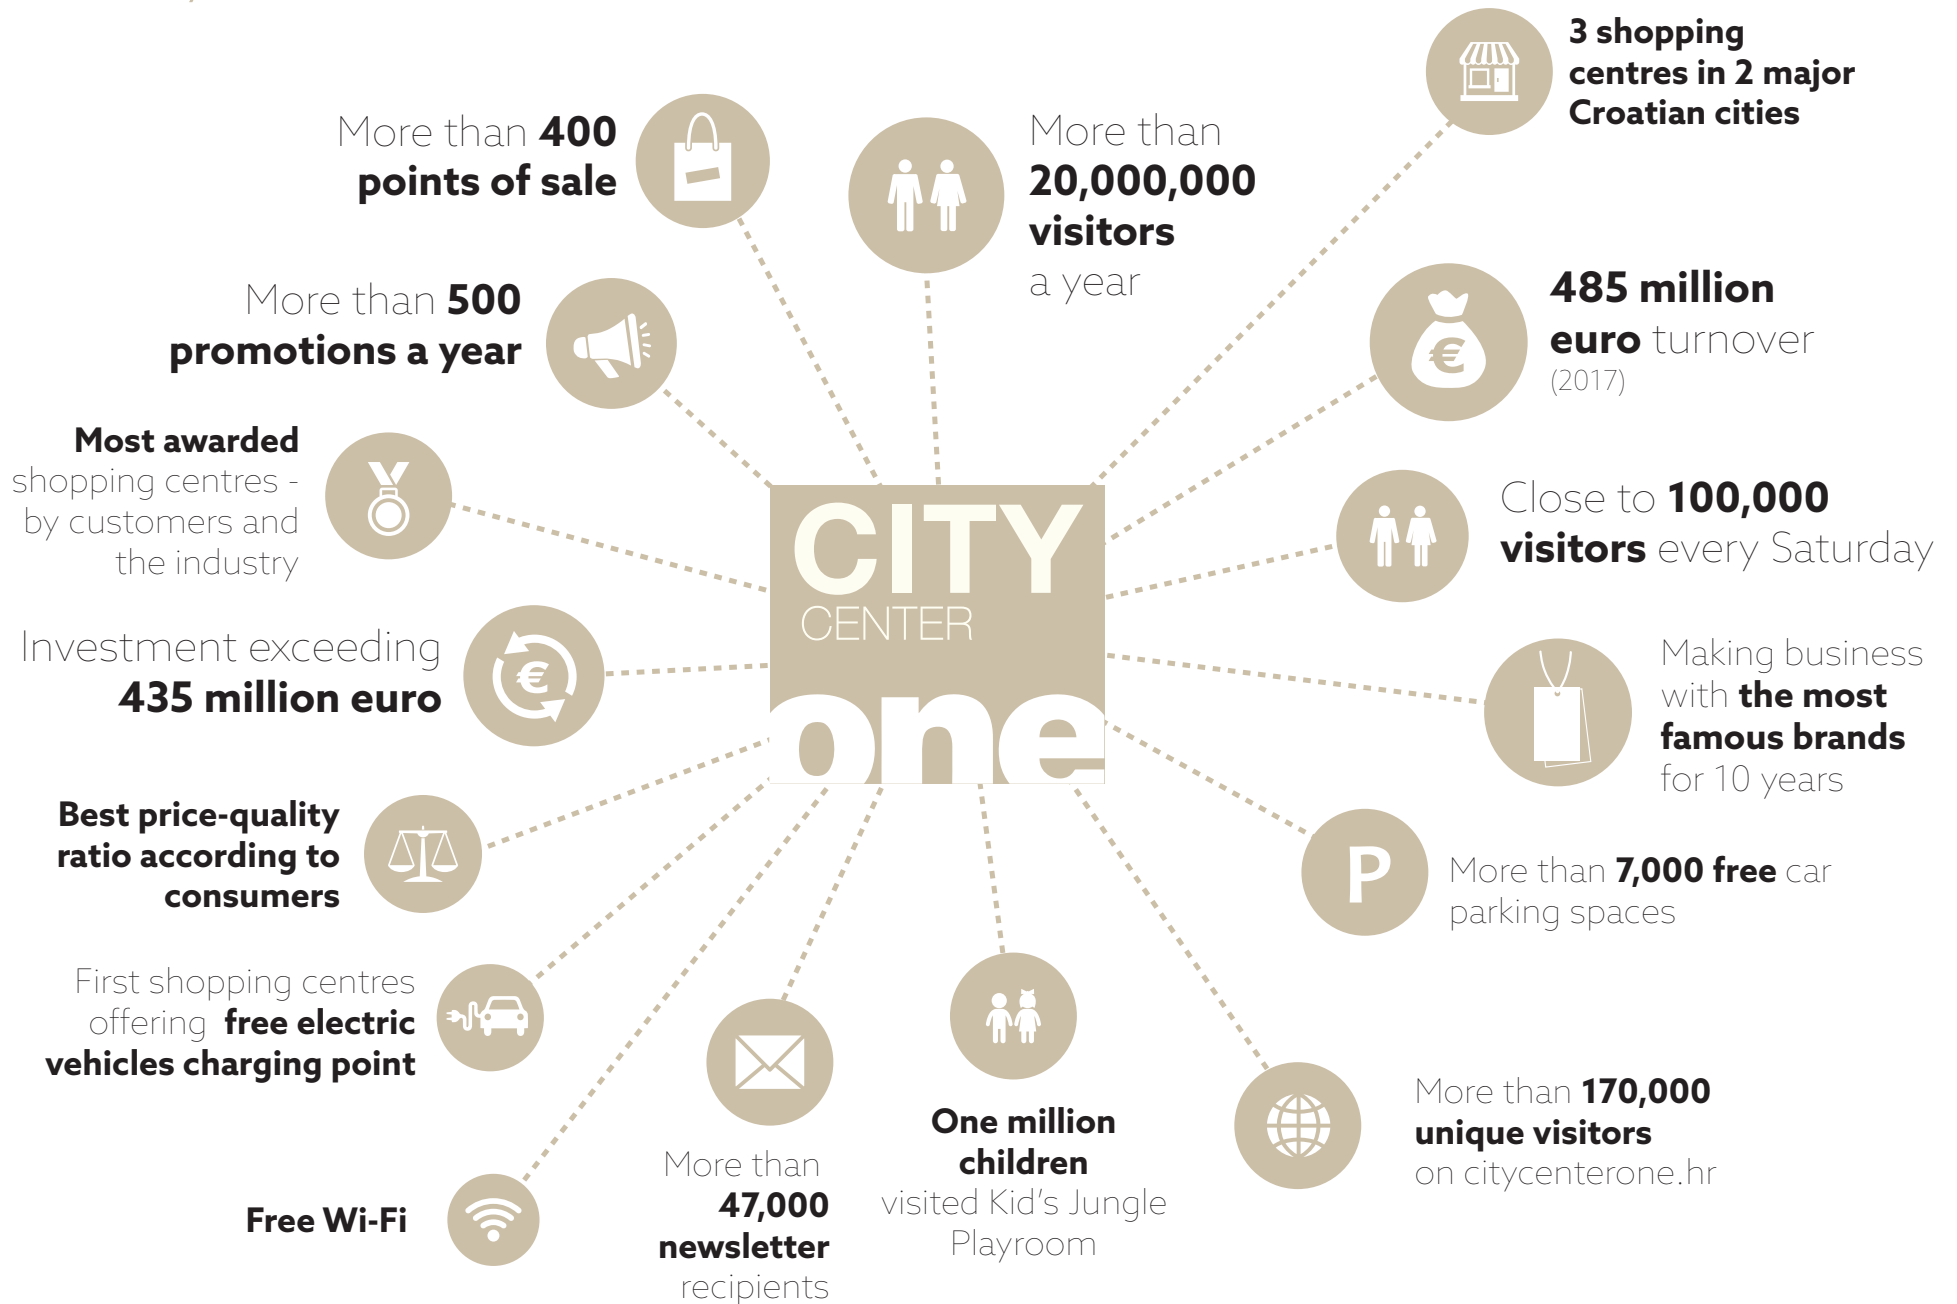 3 shopping
centres in 2 major
Croatian cities
More than 400
points of sale
More than
20,000,000
visitors
a year
More than 500
promotions a year
485 million
euro turnover
(2017)
Most awarded
shopping centres -
by customers and
the industry
Close to 100,000
visitors every Saturday
CITY
CENTER
one
€
€
Investment exceeding
435 million euro
Making business
with the most
famous brands
for 10 years
Best price-quality
ratio according to
consumers
P
More than 7,000 free car
parking spaces
First shopping centres
offering free electric
vehicles charging point
More than
47,000
newsletter
recipients
One million
children
visited Kid's Jungle
Playroom
More than 170,000
unique visitors
on citycenterone.hr
Free Wi-Fi